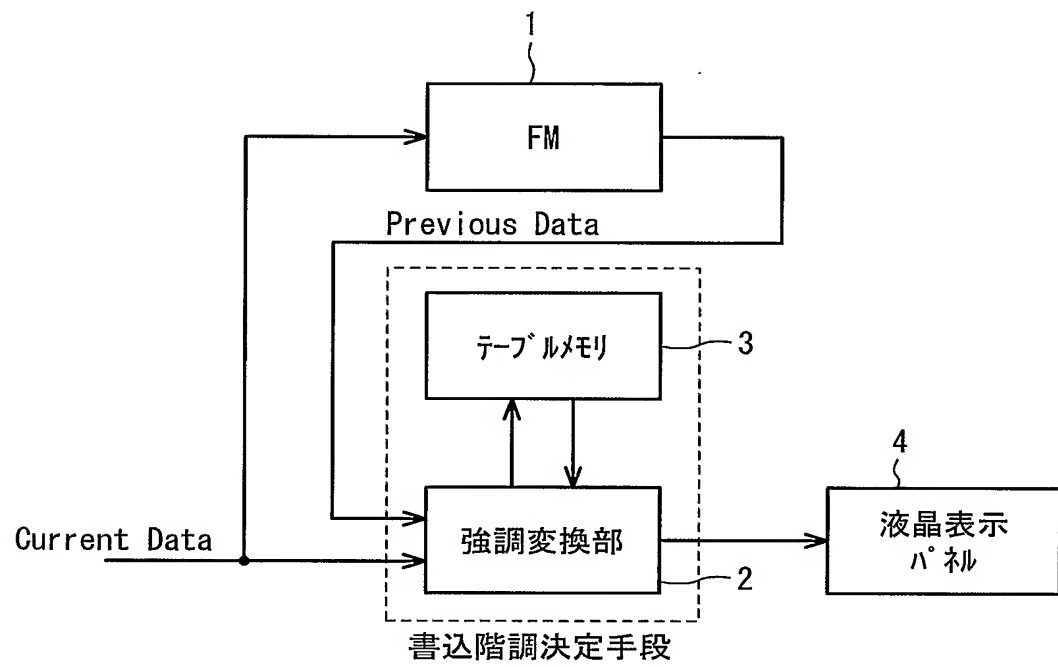 1
FM
Previous Data
テーブルメモリ
3
4
Current Data
強調変換部
液晶表示
パネル
2
書込階調決定手段